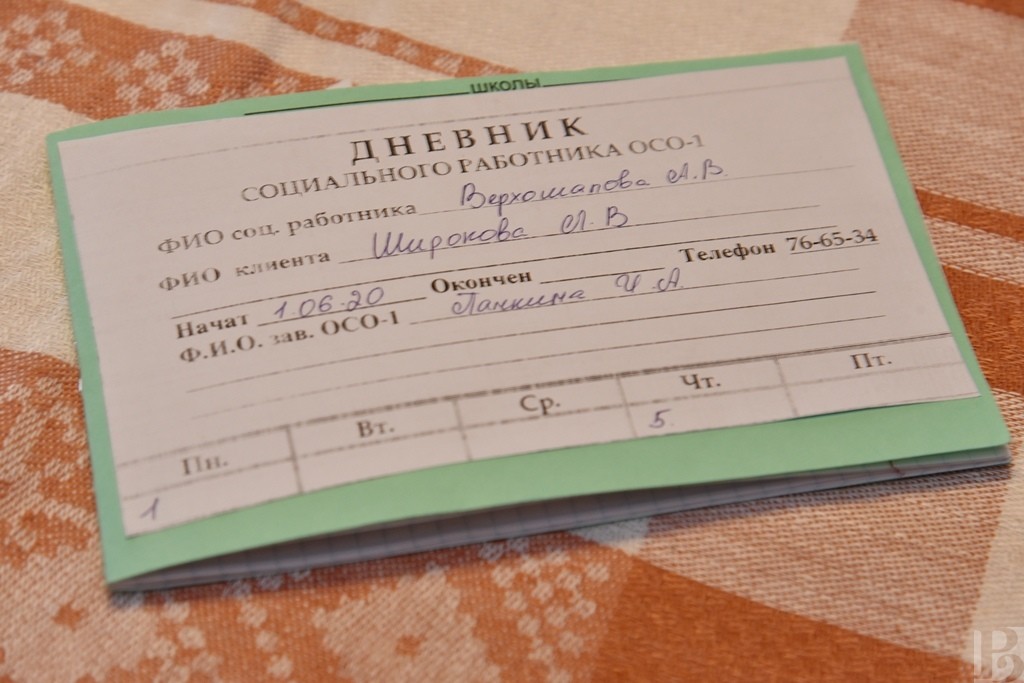 ШКОЛЫ
ДНЕВНИК
СОЦИАЛЬНОГО РАБОТНИКА ОСО-1
ФИО соц. работника Верхошапова А.В.
ФИО клиента Широкова Л.В
Начат 1.06.20 Окончен Телефон 76-65-34
Ф.И.О. зав. ОСО-1 Панкина И.А.
Пн. Вт. Ср. Чт. Пт.
1 5.